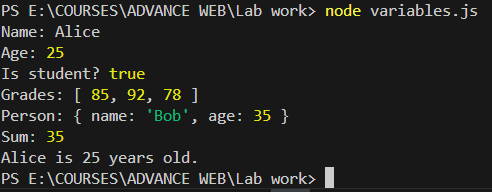 PS E:\COURSES\ADVANCE WEB\Lab work> node variables.js
Name: Alice
Age: 25
Is student? true
Grades: [ 85, 92, 78 ]
Person: { name: 'Bob', age: 35 }
Sum: 35
Alice is 25 years old.
PS E:\COURSES\ADVANCE WEB\Lab work>